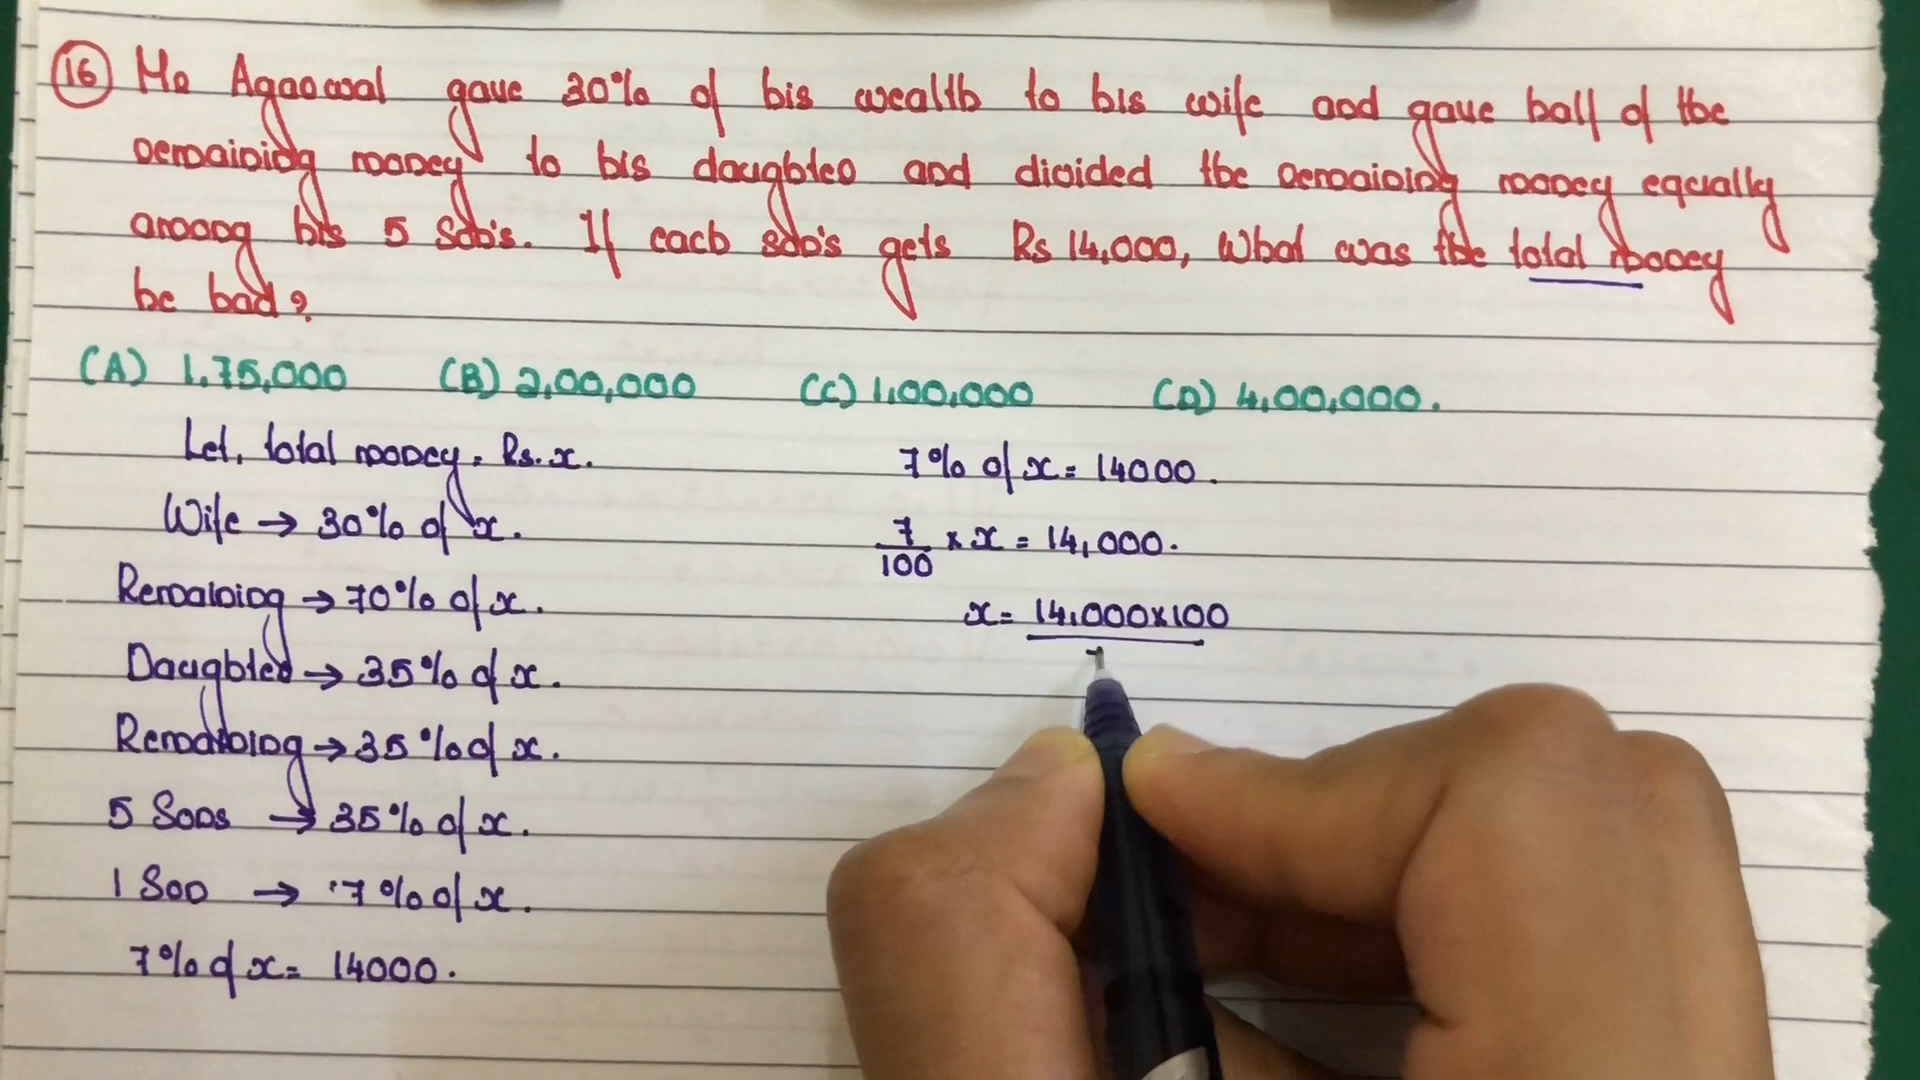 16 Mr Agarwal gave 30% of his wealth to his wife and gave half of the
remaining money to his daughter and divided the remaining money equally
among his 5 Son's. If each son's gets Rs 14,000, What was the total money
he had?
(A) 1,75,000 (B) 2,00,000 (C) 1,00,000 (D) 4,00,000.
Let, total money = Rs. x.
Wife → 30% of x.
Remaining → 70% of x.
Daughter → 35% of x.
Remaining → 35% of x.
5 Sons → 35% of x.
1 Son → 7% of x.
7% of x = 14000.
7% of x = 14000.
7/100 × x = 14,000.
x = 14,000×100